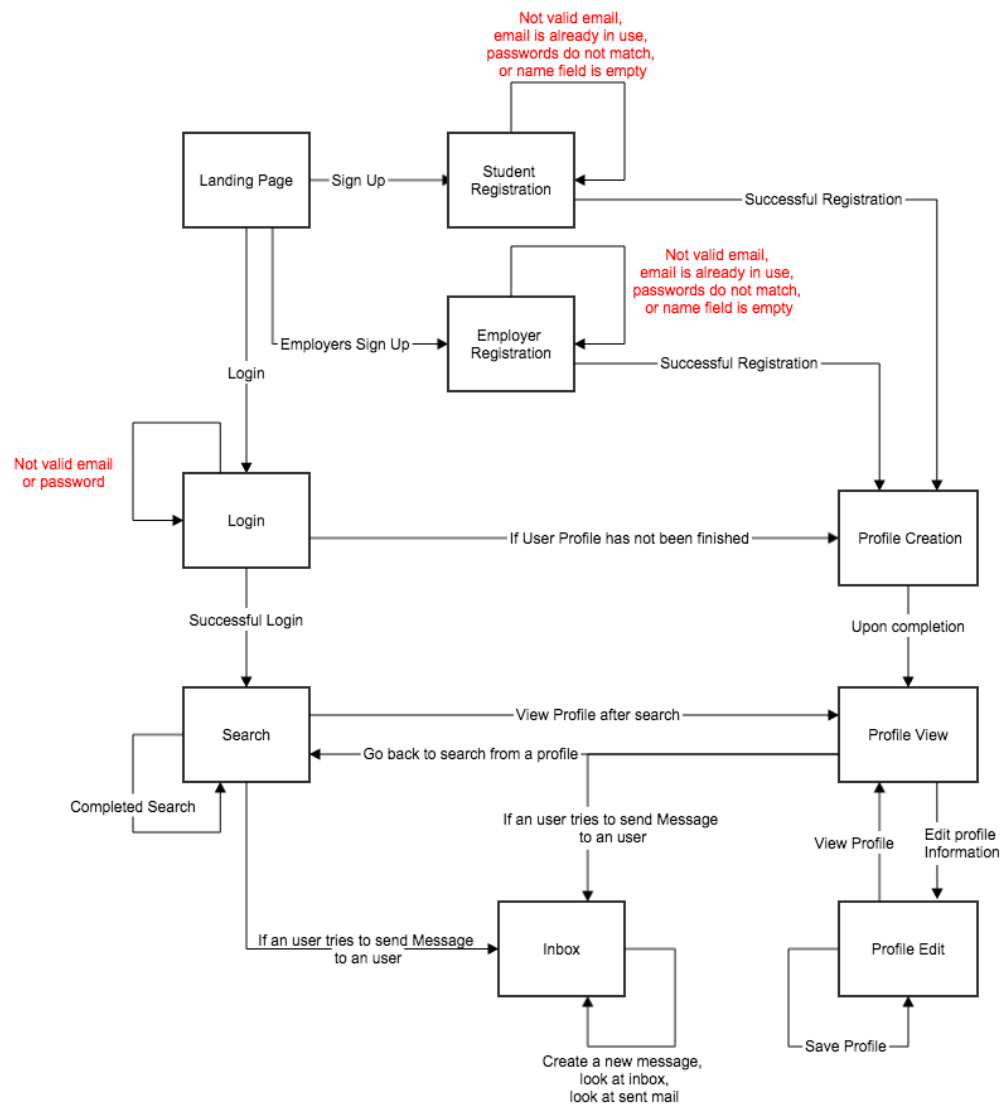 Not valid email,
email is already in use,
passwords do not match,
or name field is empty
Landing Page
Sign Up
Student
Registration
Successful Registration
Not valid email,
email is already in use,
passwords do not match,
or name field is empty
Employers Sign Up
Employer
Registration
Successful Registration
Login
Not valid email
or password
Login
If User Profile has not been finished
Profile Creation
Successful Login
Upon completion
Search
View Profile after search
Profile View
Go back to search from a profile
Completed Search
If an user tries to send Message
to an user
View Profile
Edit profile
Information
If an user tries to send Message
to an user
Inbox
Profile Edit
Save Profile
Create a new message,
look at inbox,
look at sent mail